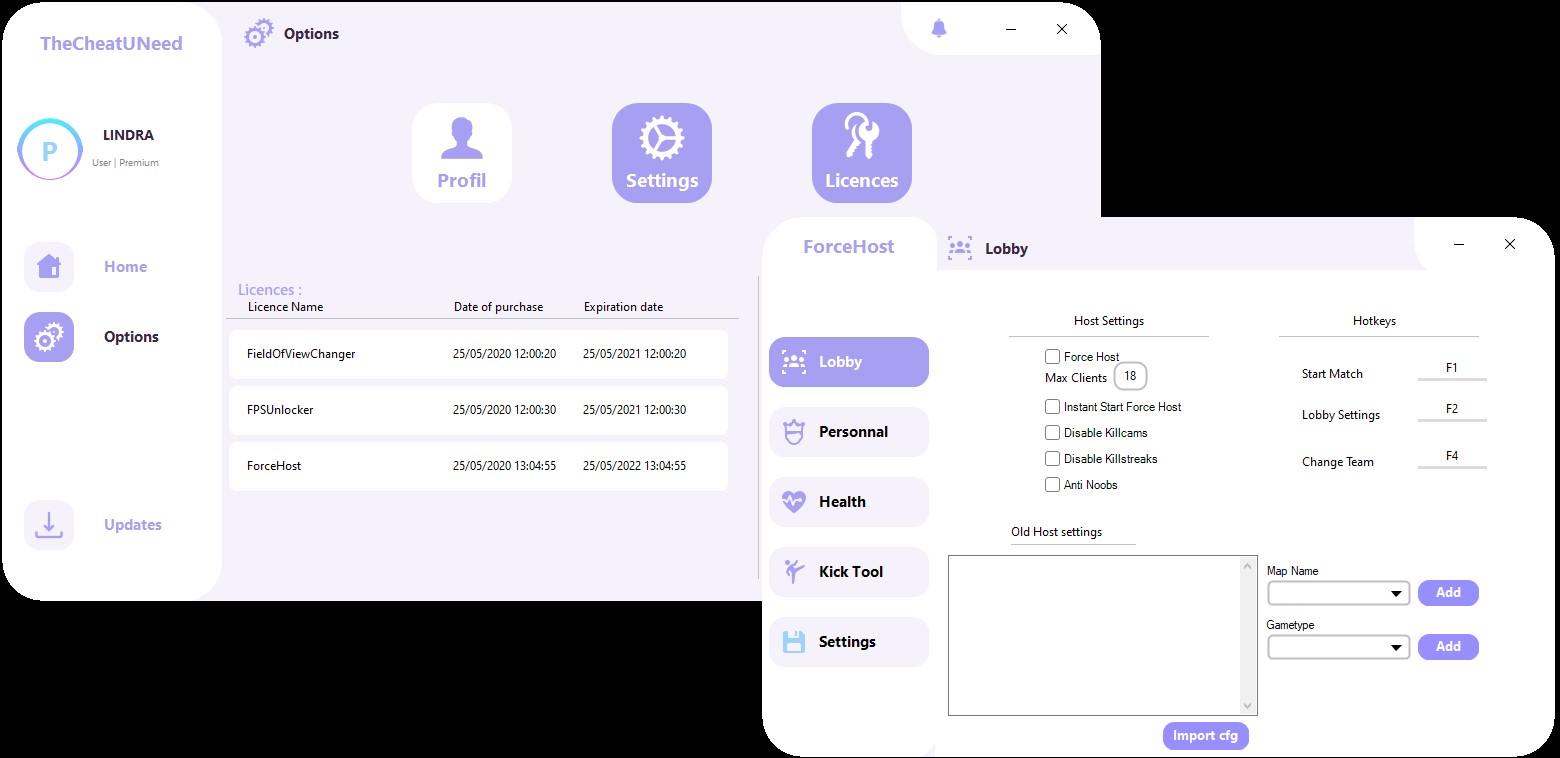 TheCheatUNeed
Options
P
LINDRA
User | Premium
Profil
Settings
Licences
Home
Options
Updates
Licences :
Licence Name Date of purchase Expiration date
FieldOfViewChanger 25/05/2020 12:00:20 25/05/2021 12:00:20
FPSUnlocker 25/05/2020 12:00:30 25/05/2021 12:00:30
ForceHost 25/05/2020 13:04:55 25/05/2022 13:04:55
ForceHost
Lobby
Lobby
Personnal
Health
Kick Tool
Settings
Host Settings
Force Host
Max Clients 18
Instant Start Force Host
Disable Killcams
Disable Killstreaks
Anti Noobs
Hotkeys
Start Match F1
Lobby Settings F2
Change Team F4
Old Host settings
Map Name
Add
Gametype
Add
Import cfg